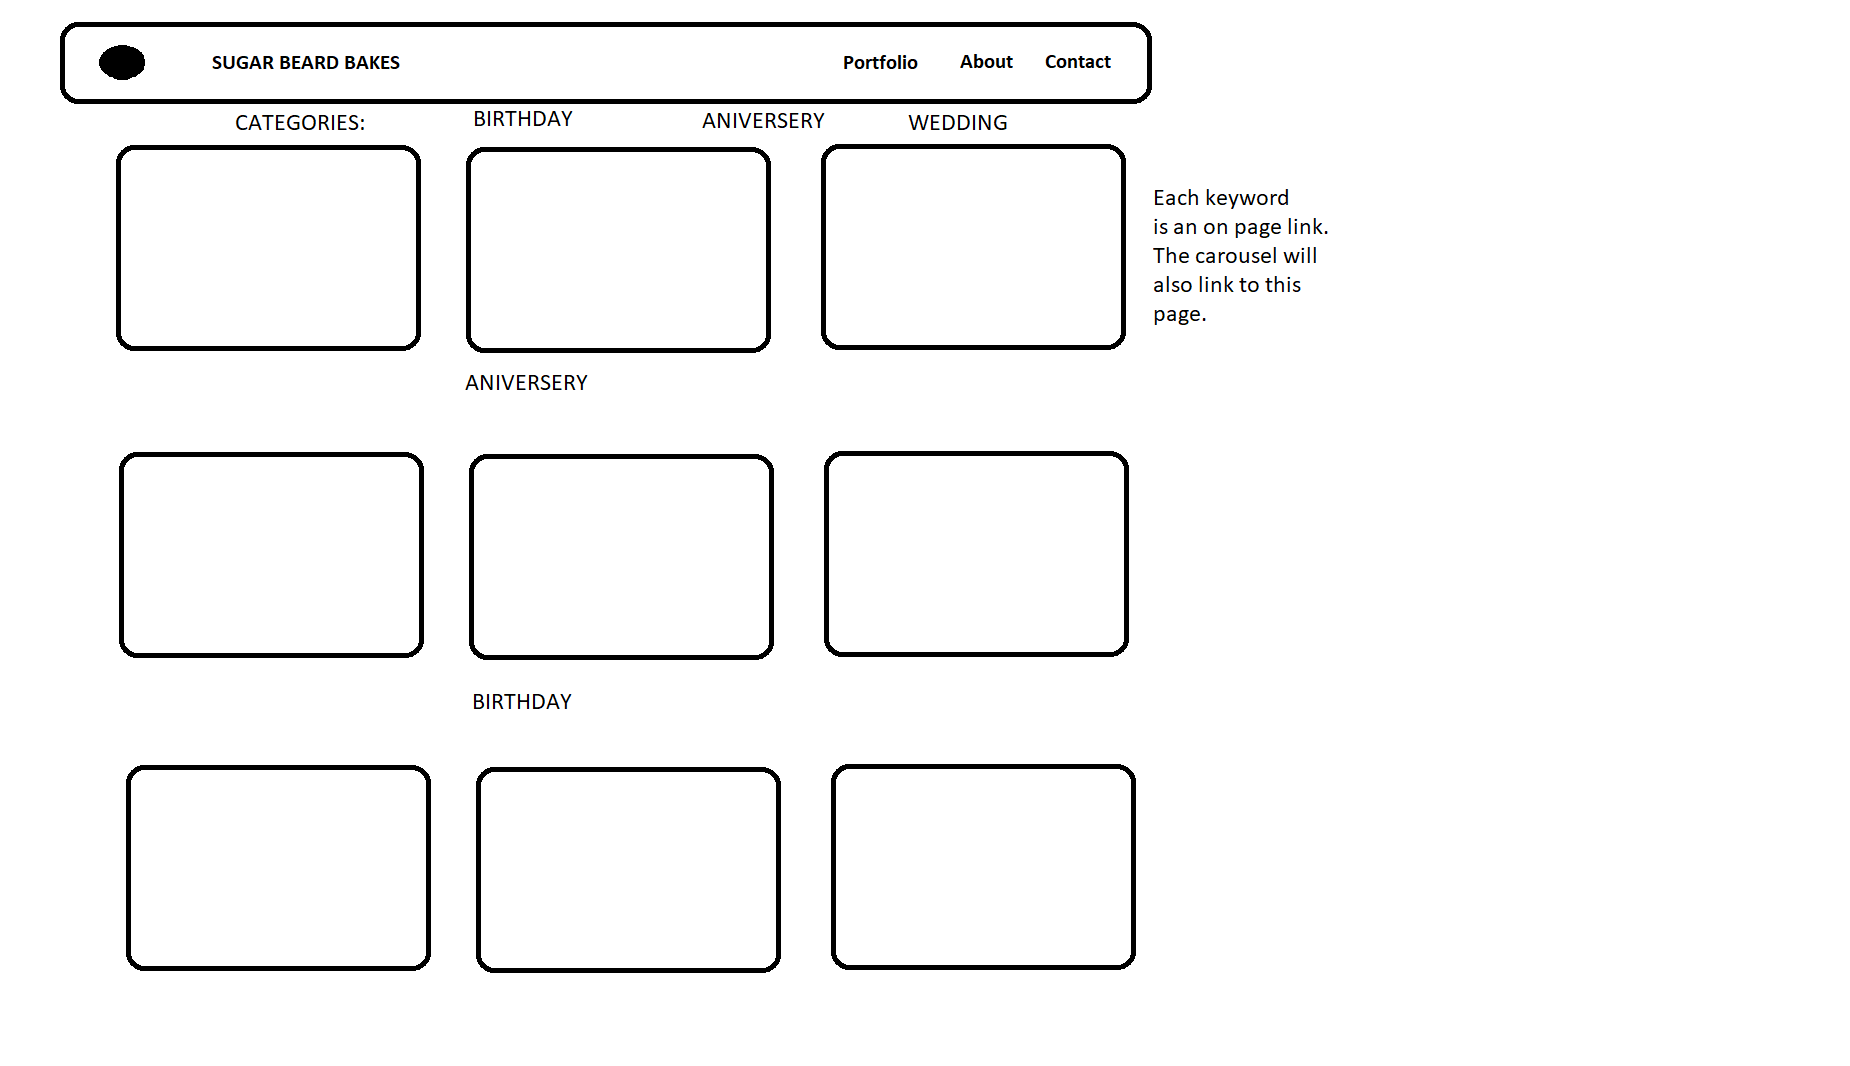 SUGAR BEARD BAKES
Portfolio About Contact
CATEGORIES: BIRTHDAY ANIVERSERY WEDDING
Each keyword
is an on page link.
The carousel will
also link to this
page.
ANIVERSERY
BIRTHDAY